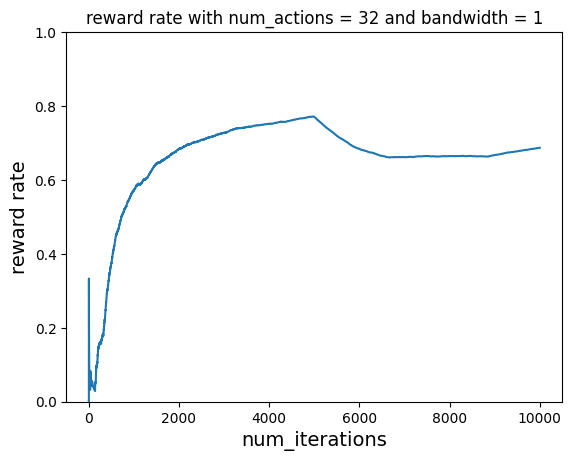 reward rate with num_actions = 32 and bandwidth = 1
1.0
0.8
0.6
0.4
0.2
0.0
reward rate
0 2000 4000 6000 8000 10000
num_iterations